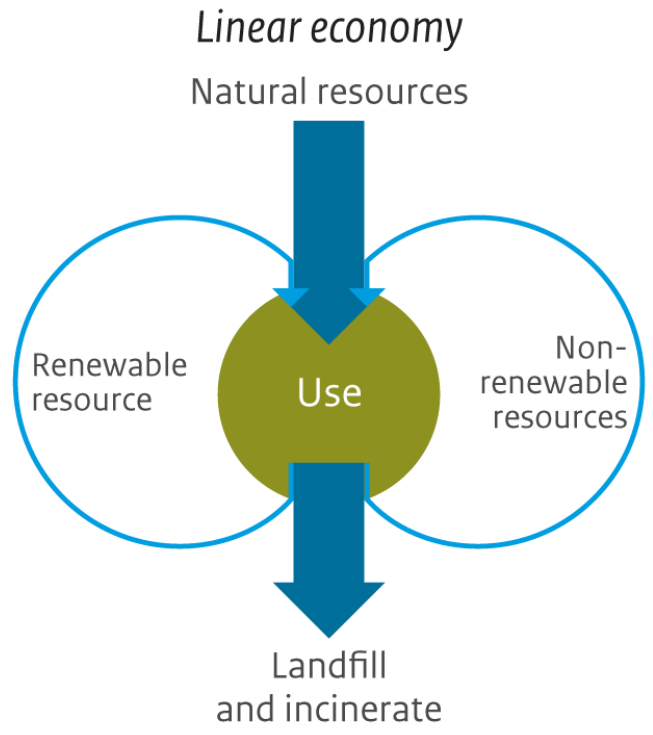 Linear economy
Natural resources
Renewable
resource
Use
Non-
renewable
resources
Landfill
and incinerate